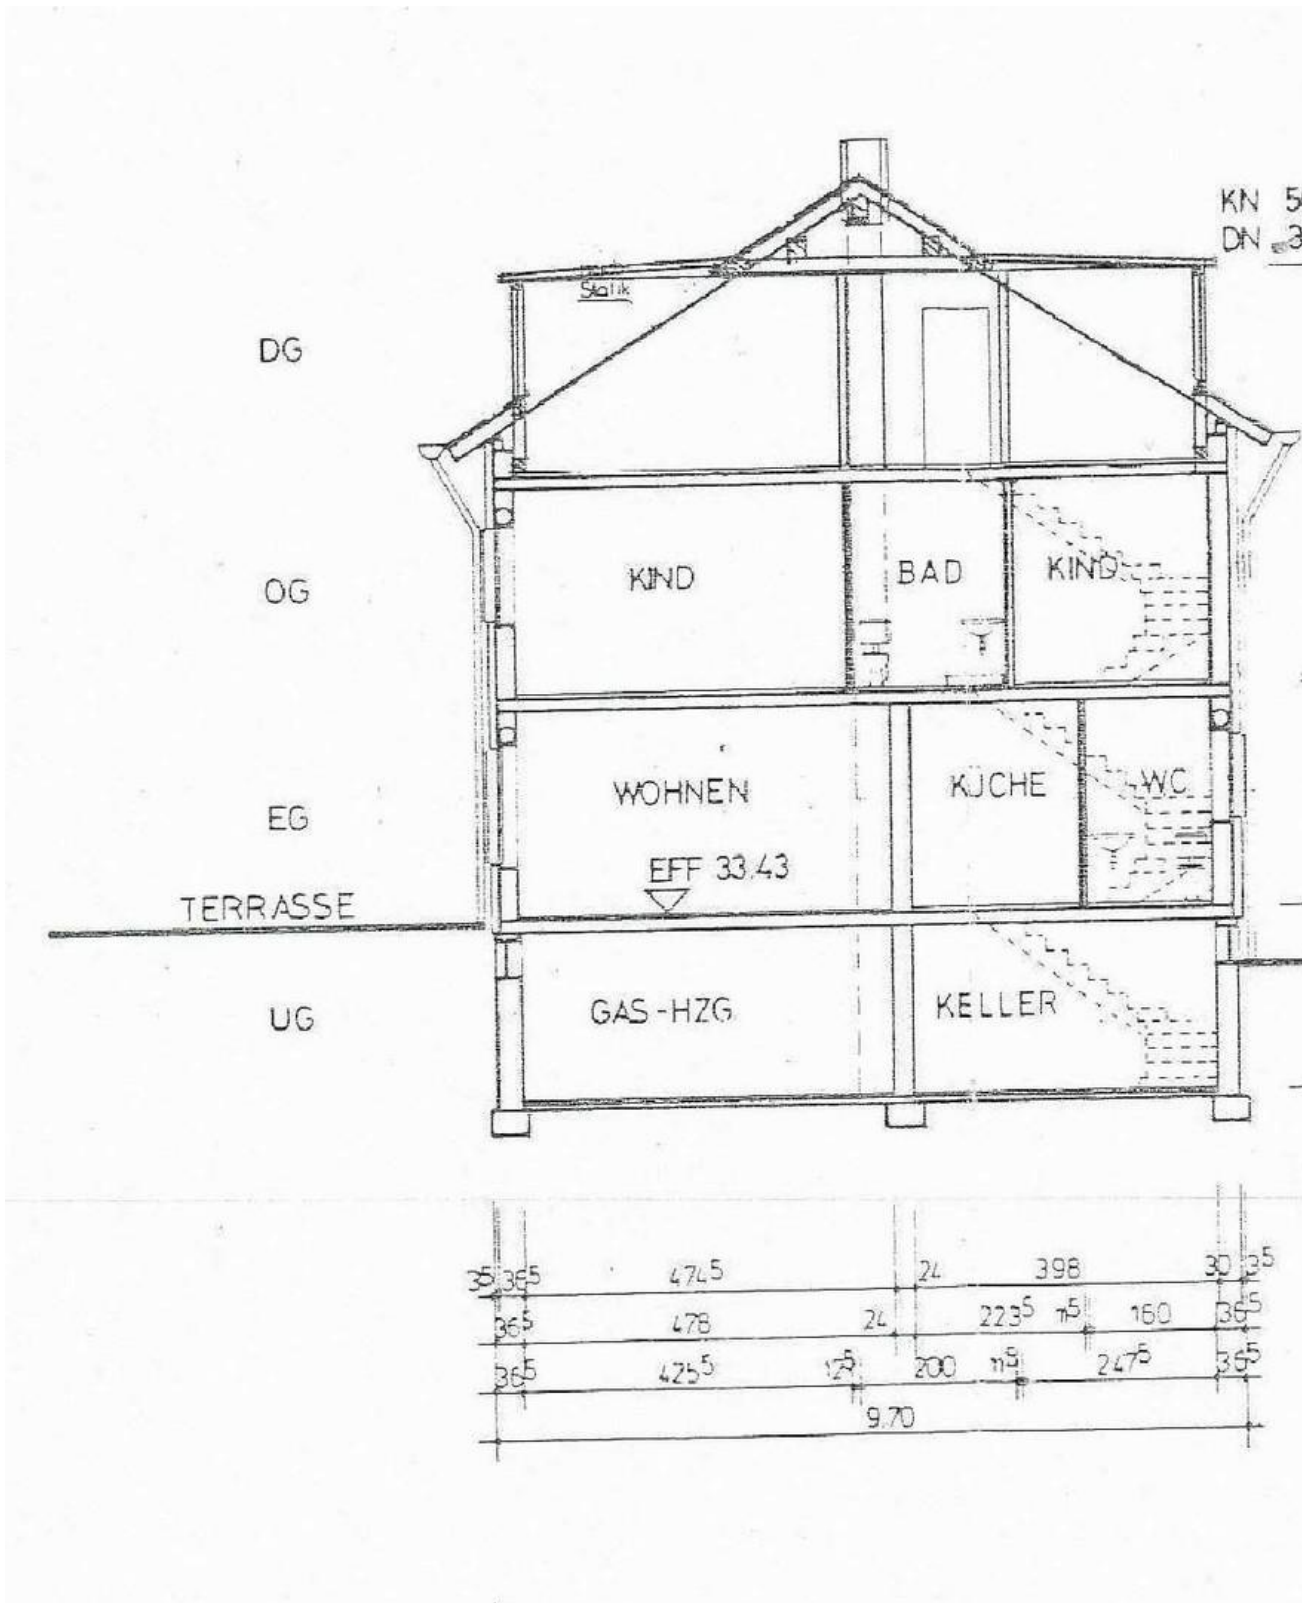 KN 5
DN 3
Statik
DG
KIND
BAD
KIND
OG
WOHNEN
KÜCHE
WC
EG
EFF 33.43
TERRASSE
GAS-HZG.
KELLER
UG
3⁵ 36⁵ 474⁵ 24 398 30 3⁵
36⁵ 478 24 223⁵ 11⁵ 160 36⁵
36⁵ 425⁵ 12⁵ 200 11⁵ 247⁵ 36⁵
9.70